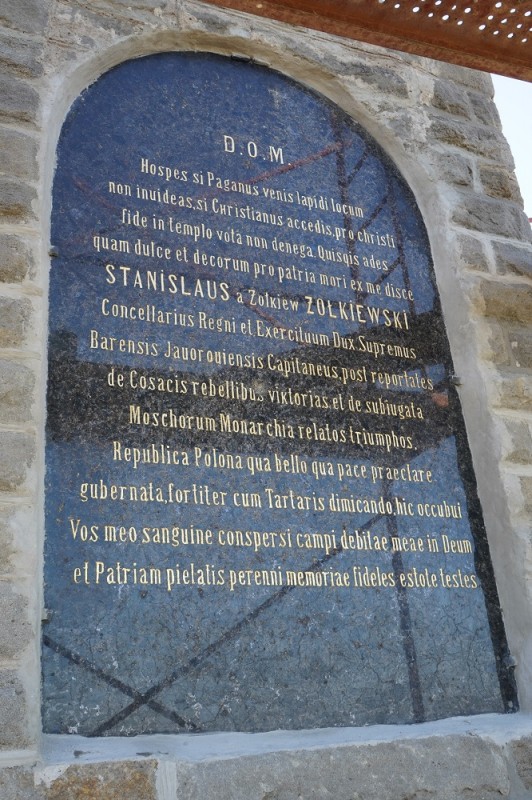 D.O.M.
Hospes si Paganus venis lapidi locum
non inuideas, si Christianus accedis, pro christi
fide in templo vota non denega. Quisqis ades
quam dulce et decorum pro patria mori ex me disce
STANISLAUS a Zolkiew ZOŁKIEWSKI
Concellarius Regni et Exercituum Dux Supremus
Barensis Jauorouiensis Capitaneus, post reportates
de Cosacis rebellibus viktorias, et de subiugata
Moschorum Monarchia relatos triumphos.
Republica Polona qua bello qua pace praeclare
gubernata, fortiter cum Tartaris dimicando, hic occubui
Vos meo sanguine conspersi campi debitae meae in Deum
et Patriam pietatis perenni memoriae fideles estote testes